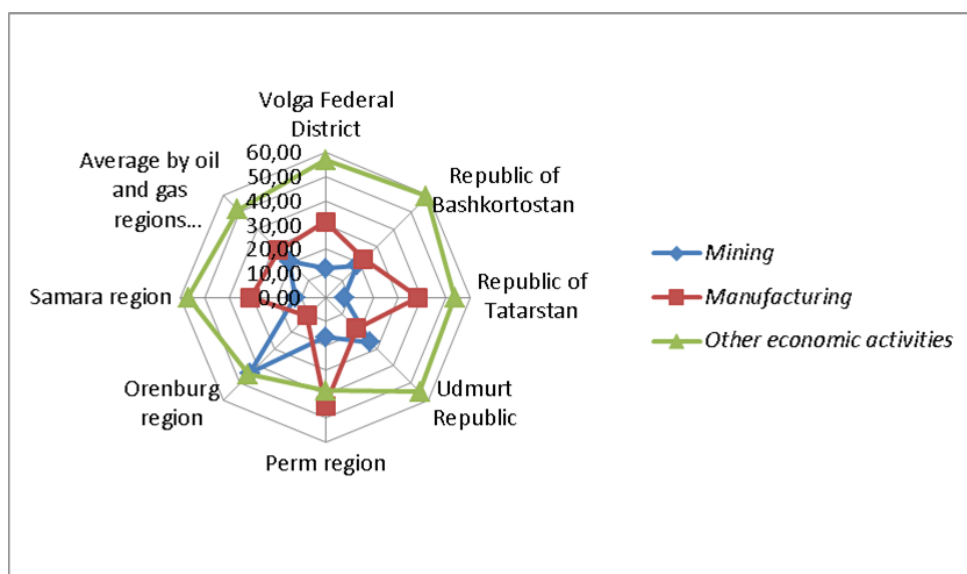 Volga Federal
District
60,00
50,00
40,00
30,00
20,00
10,00
0,00
Republic of
Bashkortostan
Republic of
Tatarstan
Udmurt
Republic
Perm region
Orenburg
region
Samara region
Average by oil
and gas
regions...
Mining
Manufacturing
Other economic activities